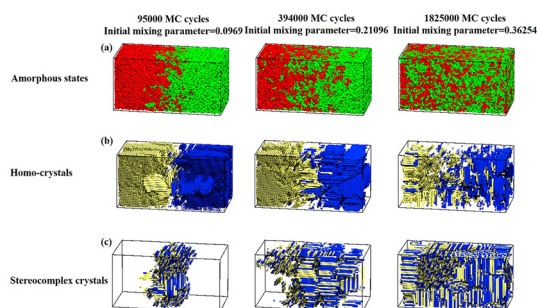 95000 MC cycles
Initial mixing parameter=0.0969
394000 MC cycles
Initial mixing parameter=0.21096
1825000 MC cycles
Initial mixing parameter=0.36254
(a)
Amorphous states
(b)
Homo-crystals
(c)
Stereocomplex crystals